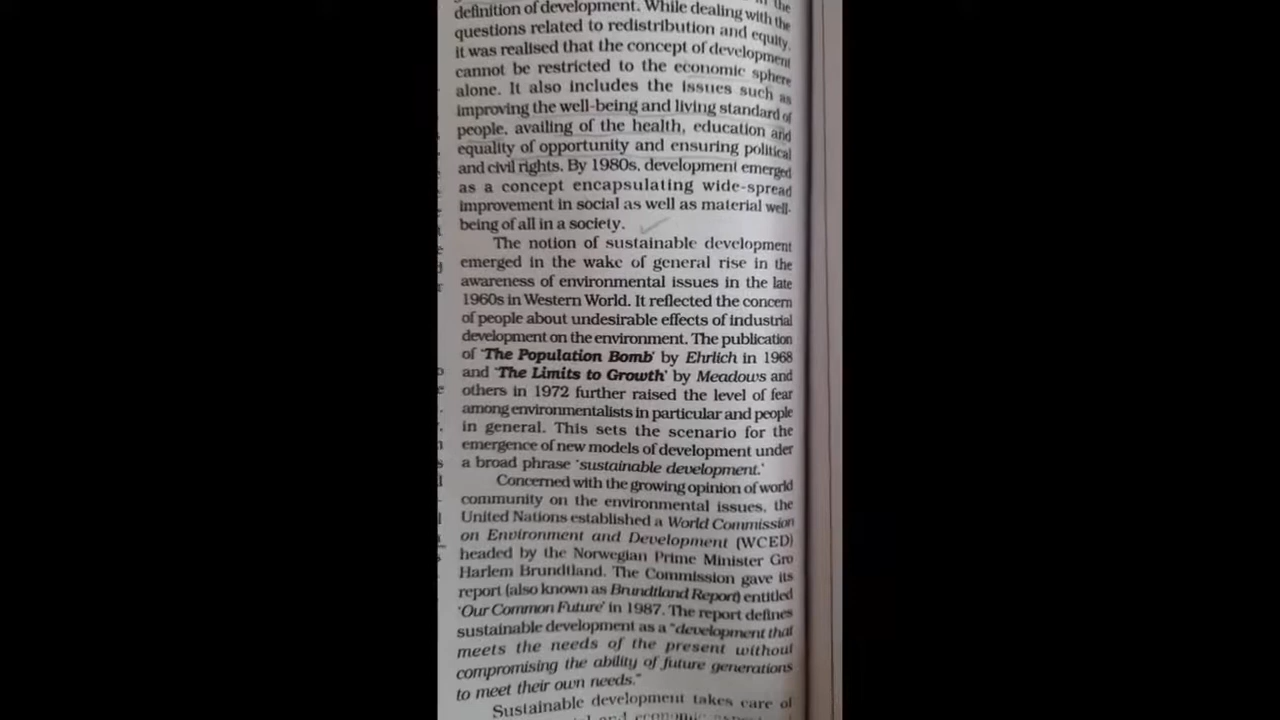 in the
definition of development. While dealing with the
questions related to redistribution and equity,
it was realised that the concept of development
cannot be restricted to the economic sphere
alone. It also includes the issues such as
improving the well-being and living standard of
people, availing of the health, education and
equality of opportunity and ensuring political
and civil rights. By 1980s, development emerged
as a concept encapsulating wide-spread
improvement in social as well as material well-
being of all in a society.
The notion of sustainable development
emerged in the wake of general rise in the
awareness of environmental issues in the late
1960s in Western World. It reflected the concern
of people about undesirable effects of industrial
development on the environment. The publication
of 'The Population Bomb' by Ehrlich in 1968
and 'The Limits to Growth' by Meadows and
others in 1972 further raised the level of fear
among environmentalists in particular and people
in general. This sets the scenario for the
emergence of new models of development under
a broad phrase 'sustainable development.'
Concerned with the growing opinion of world
community on the environmental issues, the
United Nations established a World Commission
on Environment and Development (WCED)
headed by the Norwegian Prime Minister Gro
Harlem Brundtland. The Commission gave its
report (also known as Brundtland Report) entitled
'Our Common Future' in 1987. The report defines
sustainable development as a "development that
meets the needs of the present without
compromising the ability of future generations
to meet their own needs."
Sustainable development takes care of
and economic